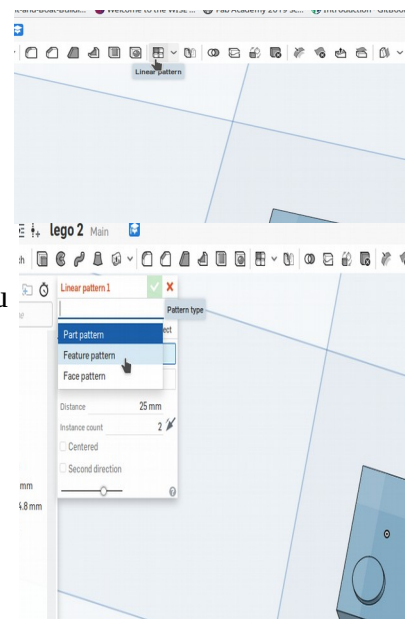 Welcome to the Wise ...
Fab Academy 2019 Sc...
Introduction · GitBoo
Linear pattern
lego 2 Main
Linear pattern 1
Pattern type
Part pattern
Feature pattern
Face pattern
Distance 25 mm
Instance count 2
Centered
Second direction
mm
4.8 mm
u